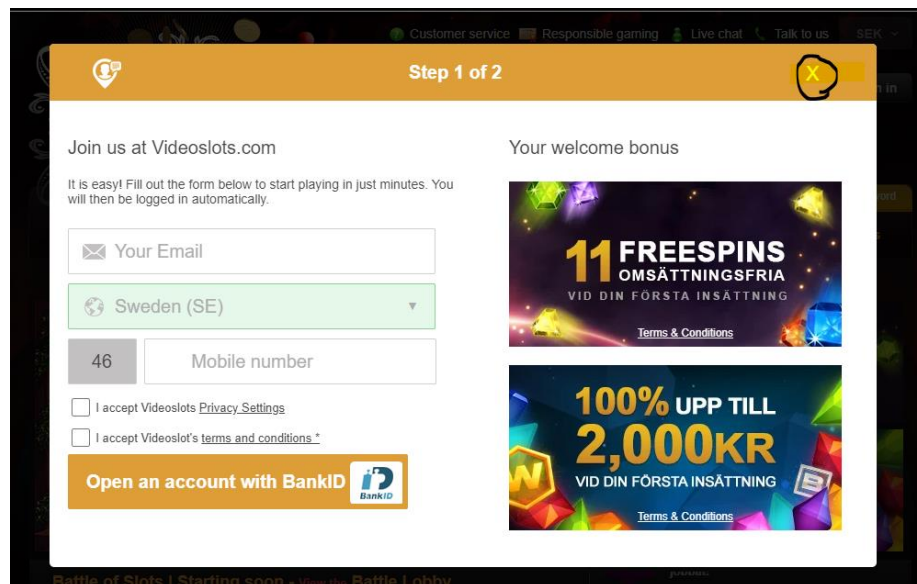 Customer service Responsible gaming Live chat Talk to us SEK
Step 1 of 2
X
n in
Join us at Videoslots.com
It is easy! Fill out the form below to start playing in just minutes. You
will then be logged in automatically.
Your Email
Sweden (SE)
46 Mobile number
I accept Videoslots Privacy Settings
I accept Videoslot's terms and conditions *
Open an account with BankID
BankID
Your welcome bonus
11 FREESPINS
OMSÄTTNINGSFRIA
VID DIN FÖRSTA INSÄTTNING
Terms & Conditions
100% UPP TILL
2,000KR
VID DIN FÖRSTA INSÄTTNING
Terms & Conditions
W
B
Battle of Slots | Starting soon - View the Battle Lobby